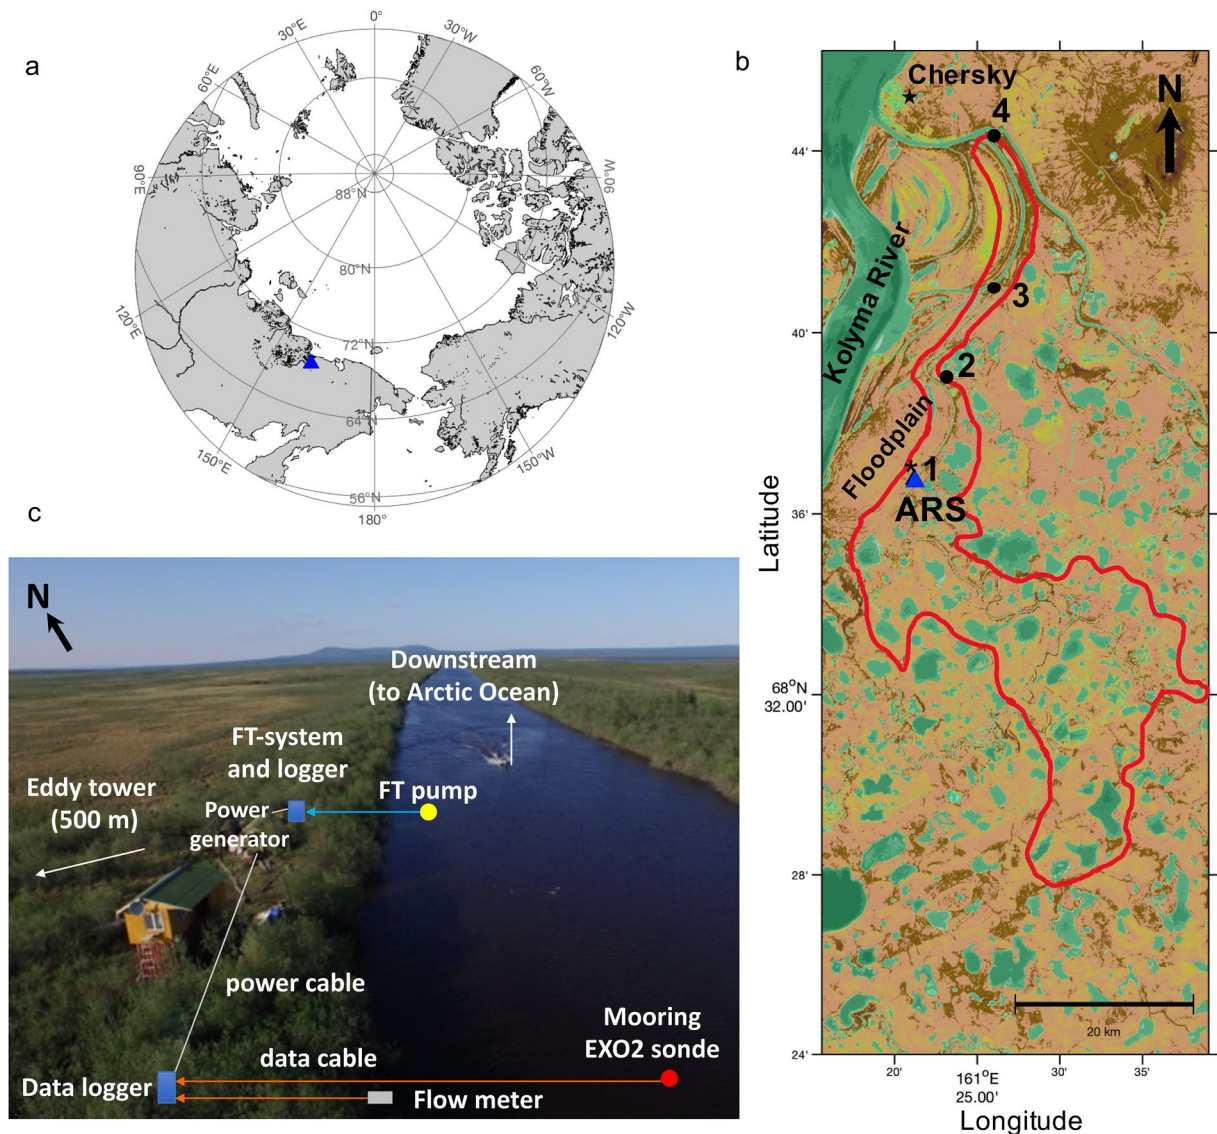 a
0°
30°E
30°W
60°E
60°W
90°E
90°W
88°N
80°N
120°E
120°W
72°N
64°N
150°E
150°W
56°N
180°
b
Chersky
N
4
44'
Kolyma River
3
40'
2
Floodplain
*1
ARS
36'
Latitude
68°N
32.00'
28'
20 km
24'
20'
161°E
25.00'
30'
35'
Longitude
c
N
Downstream
(to Arctic Ocean)
FT-system
and logger
Eddy tower
(500 m)
FT pump
Power
generator
power cable
Mooring
EXO2 sonde
data cable
Data logger
Flow meter